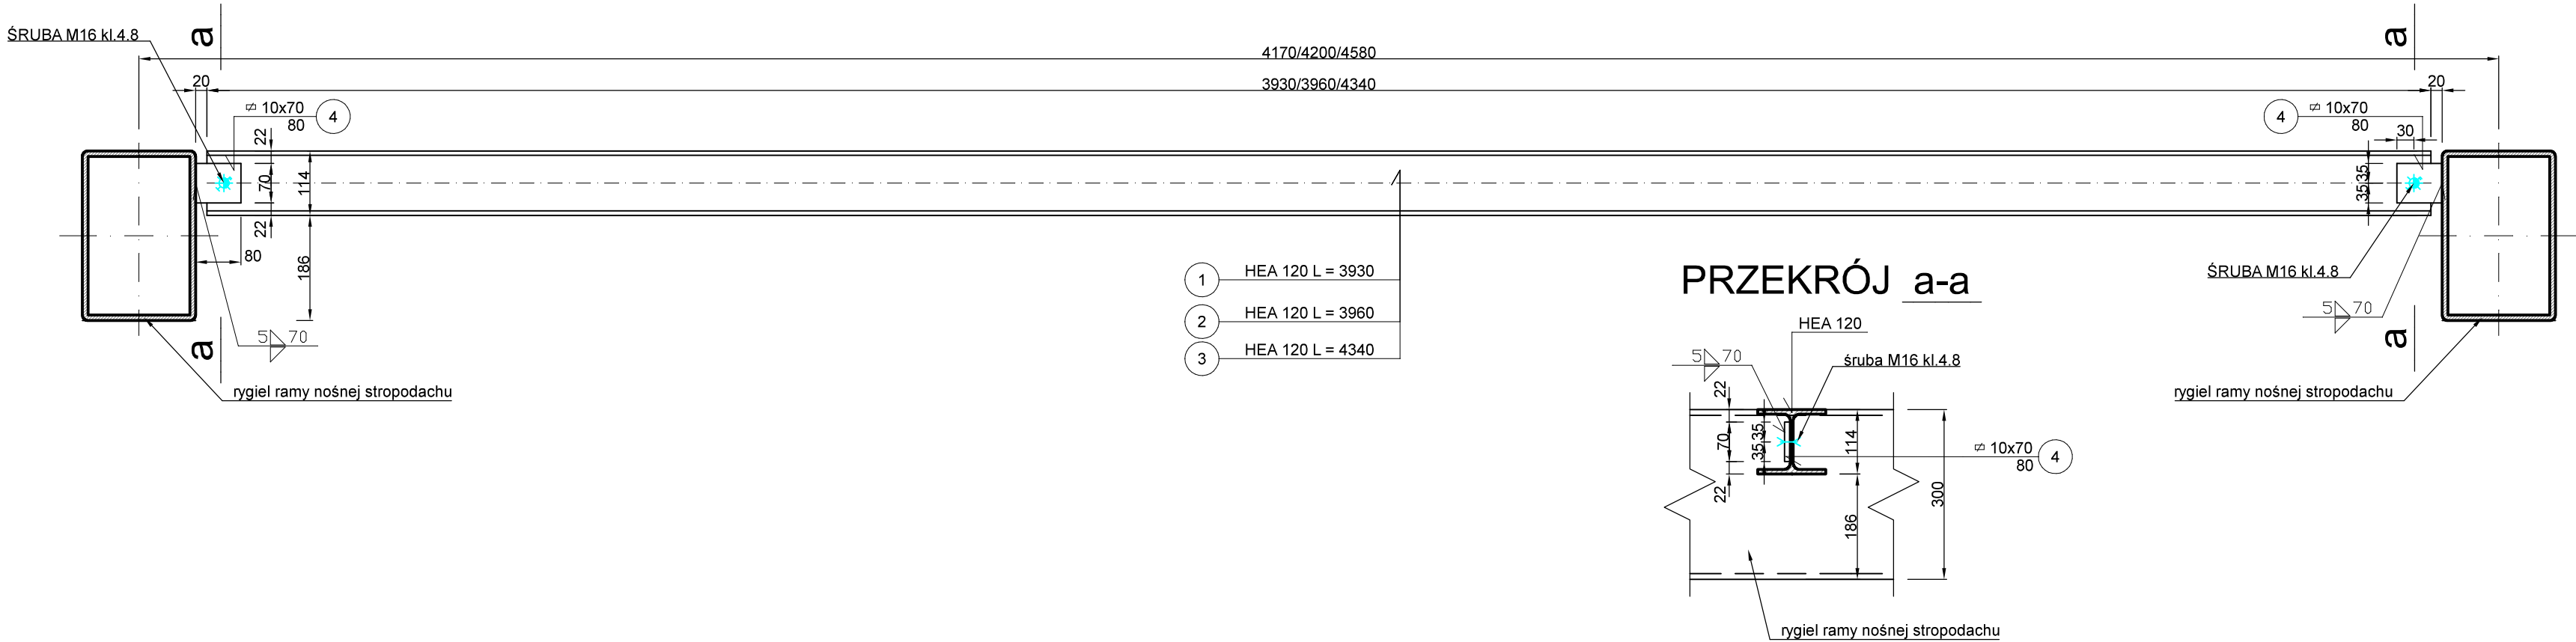 ŚRUBA M16 kl.4.8
a
a
4170/4200/4580
20
3930/3960/4340
20
10x70
80
4
4
10x70
80
30
22
70
22
114
186
80
35
35
5 70
a
rygiel ramy nośnej stropodachu
1 HEA 120 L = 3930
2 HEA 120 L = 3960
3 HEA 120 L = 4340
ŚRUBA M16 kl.4.8
5 70
a
rygiel ramy nośnej stropodachu
PRZEKRÓJ a-a
HEA 120
5 70
śruba M16 kl.4.8
22
70
22
35
35
114
186
300
10x70
80
4
rygiel ramy nośnej stropodachu